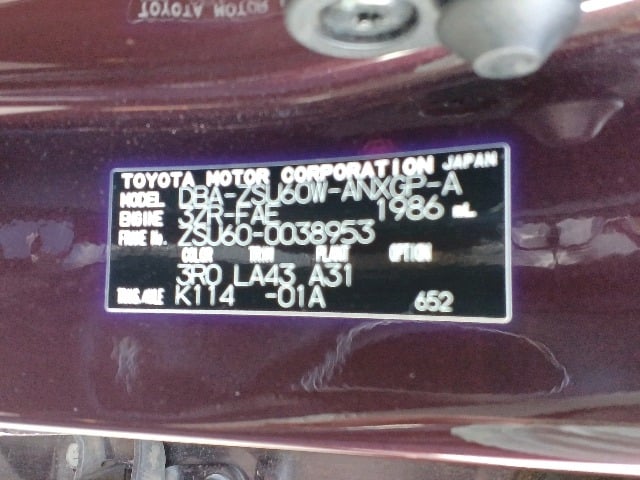 TOYOTA MOTOR CORPORATION JAPAN
MODEL DBA-ZSU60W-ANXGP-A
ENGINE 3ZR-FAE 1986 mL
FRAME No. ZSU60-0038953
COLOR TRIM PLANT OPTION
3R0 LA43 A31
TRANS./AXLE K114 -01A 652